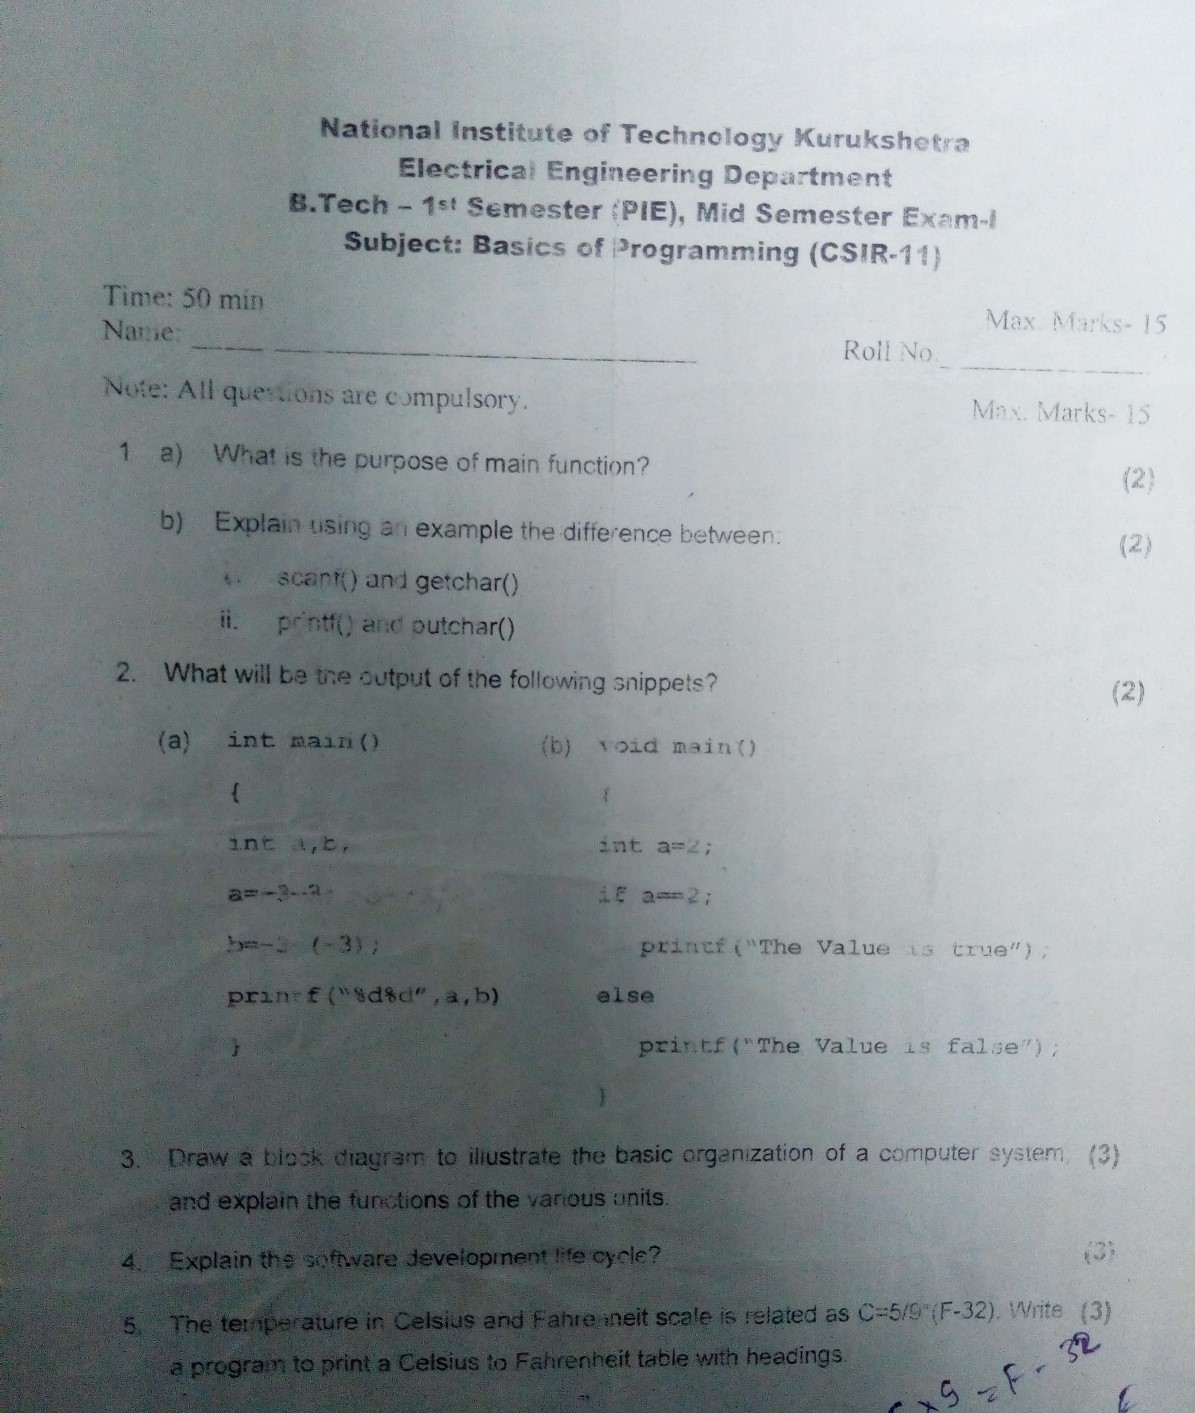 National Institute of Technology Kurukshetra
Electrical Engineering Department
B.Tech – 1st Semester (PIE), Mid Semester Exam-I
Subject: Basics of Programming (CSIR-11)
Time: 50 min
Max. Marks- 15
Name:
Roll No.
Note: All questions are compulsory.
Max. Marks- 15
1 a) What is the purpose of main function? (2)
b) Explain using an example the difference between: (2)
i. scanf() and getchar()
ii. printf() and putchar()
2. What will be the output of the following snippets? (2)
(a) int main() (b) void main()
{ {
int a,b, int a=2;
a=-3--3 if a==2;
b=-3 (-3); printf("The Value is true");
printf("%d%d",a,b) else
} printf("The Value is false");
}
3. Draw a block diagram to illustrate the basic organization of a computer system, (3)
and explain the functions of the various units.
4. Explain the software development life cycle? (3)
5. The temperature in Celsius and Fahrenheit scale is related as C=5/9*(F-32). Write (3)
a program to print a Celsius to Fahrenheit table with headings.
x 9 = F - 32